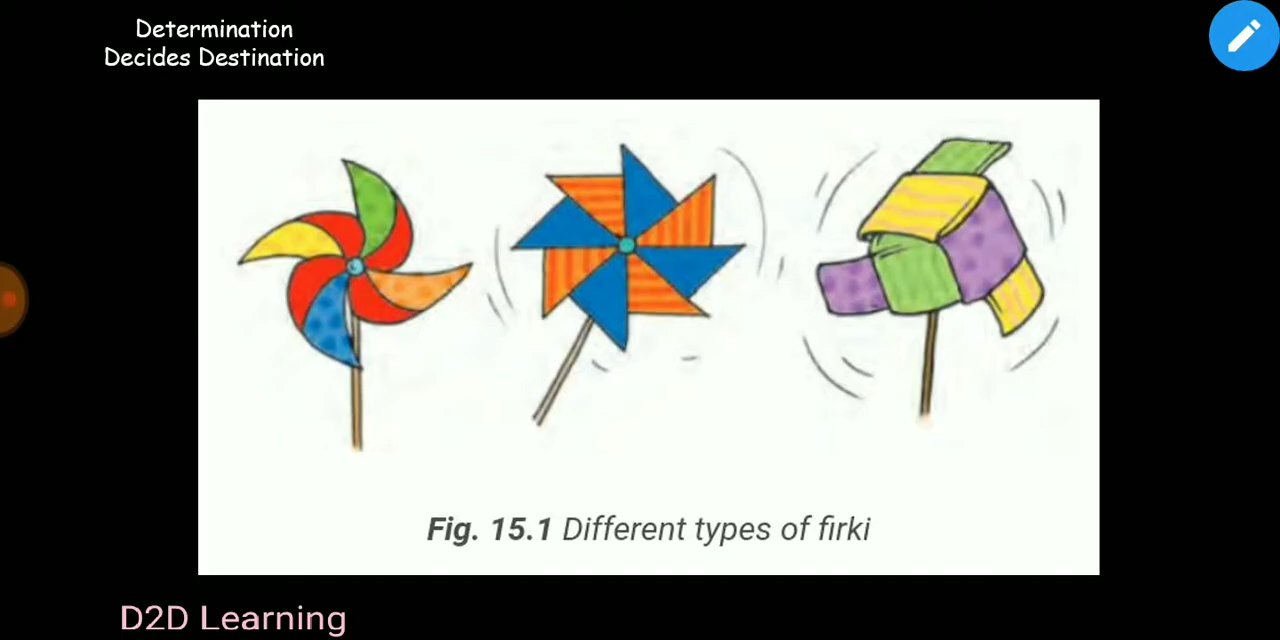 Determination
Decides Destination
Fig. 15.1 Different types of firki
D2D Learning